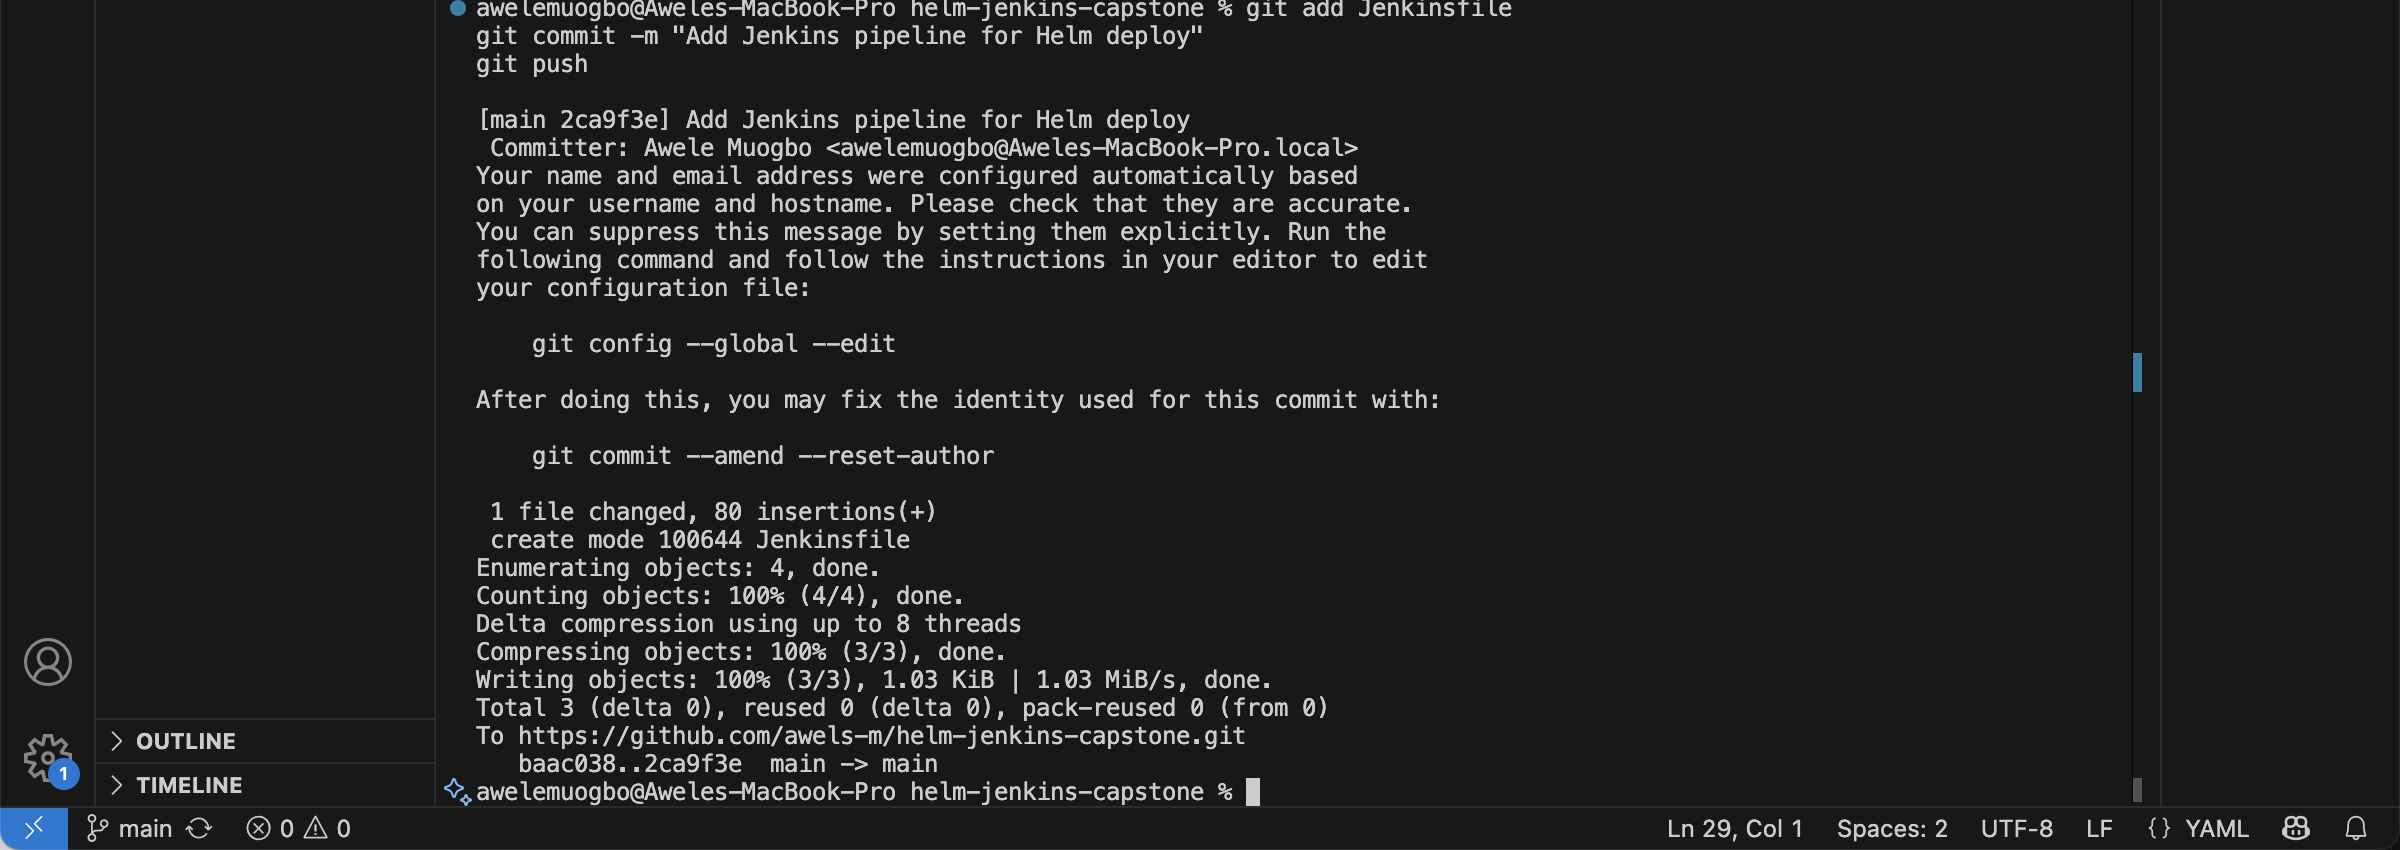 awelemuogbo@Aweles-MacBook-Pro helm-jenkins-capstone % git add Jenkinsfile
git commit -m "Add Jenkins pipeline for Helm deploy"
git push
[main 2ca9f3e] Add Jenkins pipeline for Helm deploy
Committer: Awele Muogbo <awelemuogbo@Aweles-MacBook-Pro.local>
Your name and email address were configured automatically based
on your username and hostname. Please check that they are accurate.
You can suppress this message by setting them explicitly. Run the
following command and follow the instructions in your editor to edit
your configuration file:
git config --global --edit
After doing this, you may fix the identity used for this commit with:
git commit --amend --reset-author
1 file changed, 80 insertions(+)
create mode 100644 Jenkinsfile
Enumerating objects: 4, done.
Counting objects: 100% (4/4), done.
Delta compression using up to 8 threads
Compressing objects: 100% (3/3), done.
Writing objects: 100% (3/3), 1.03 KiB | 1.03 MiB/s, done.
Total 3 (delta 0), reused 0 (delta 0), pack-reused 0 (from 0)
To https://github.com/awels-m/helm-jenkins-capstone.git
baac038..2ca9f3e  main -> main
awelemuogbo@Aweles-MacBook-Pro helm-jenkins-capstone %
1
OUTLINE
TIMELINE
main 0 0 Ln 29, Col 1 Spaces: 2 UTF-8 LF {} YAML